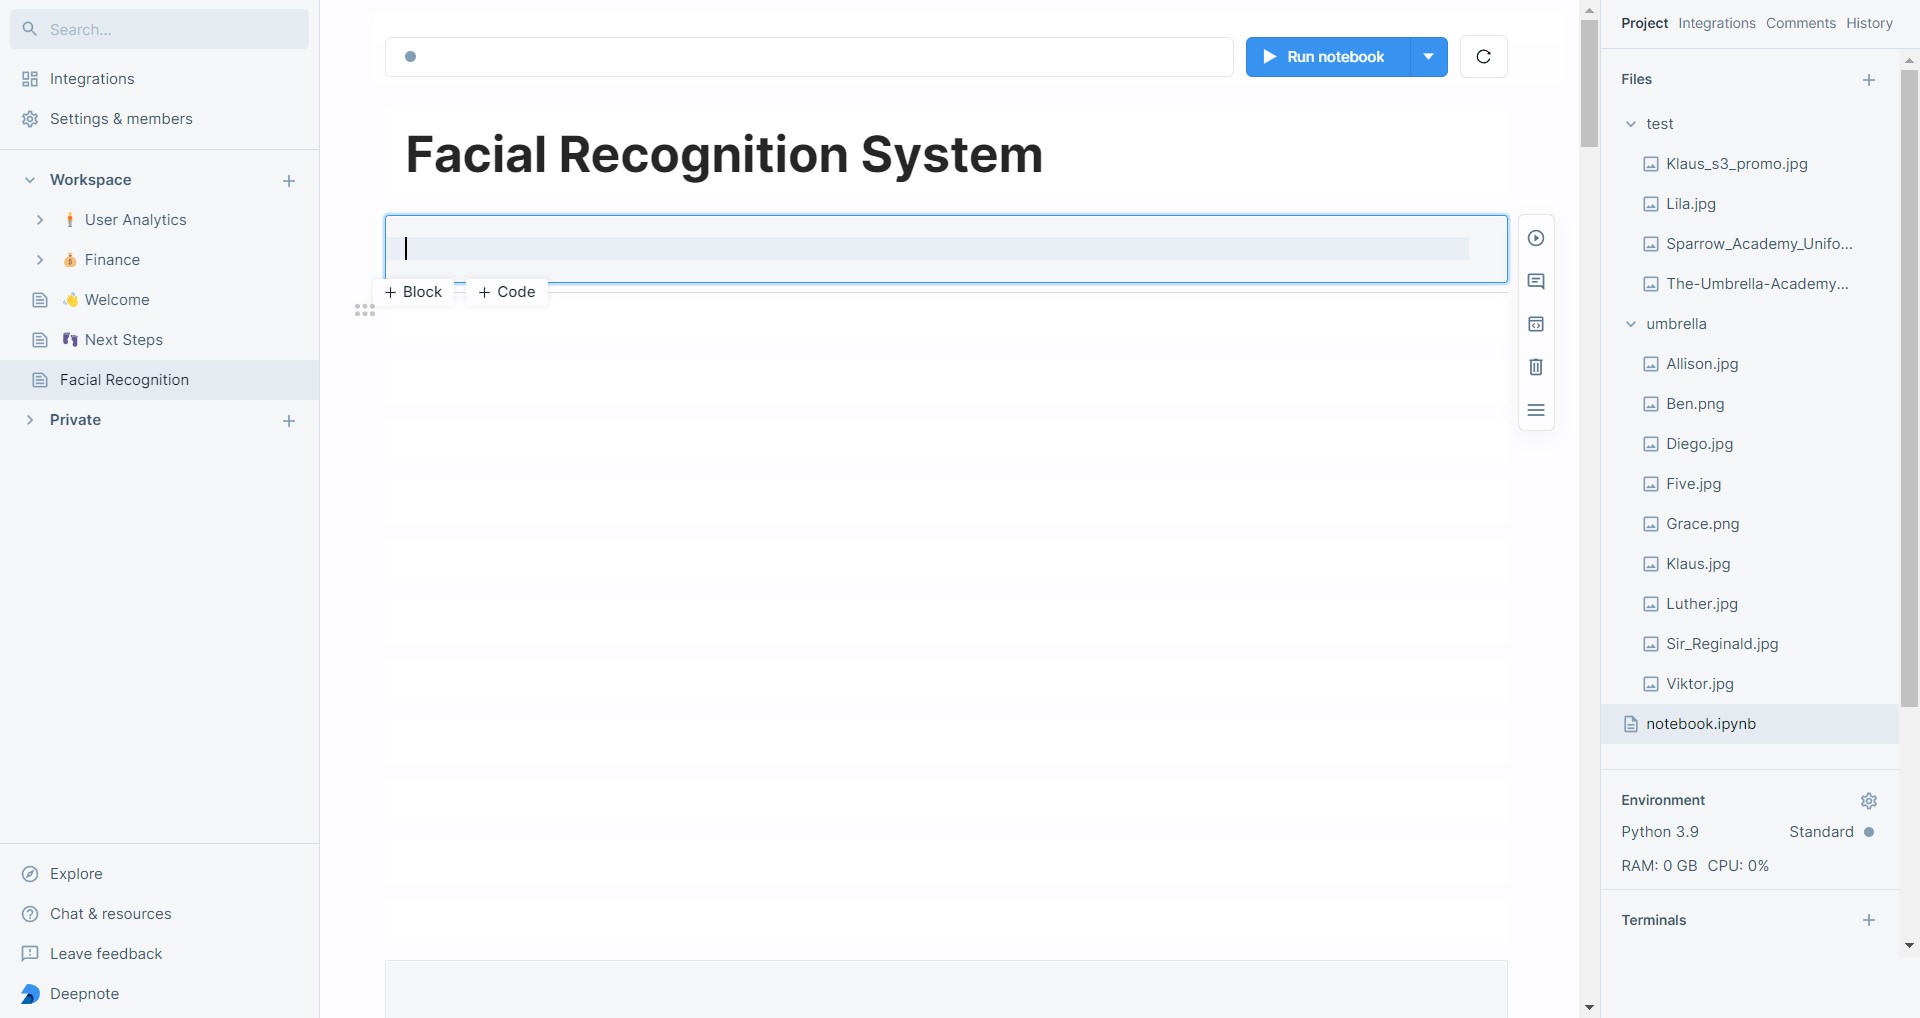 Search...
Integrations
Settings & members
Workspace
User Analytics
Finance
Welcome
Next Steps
Facial Recognition
Private
Explore
Chat & resources
Leave feedback
Deepnote
Run notebook
Facial Recognition System
+ Block
+ Code
Project Integrations Comments History
Files
test
Klaus_s3_promo.jpg
Lila.jpg
Sparrow_Academy_Unifo...
The-Umbrella-Academy...
umbrella
Allison.jpg
Ben.png
Diego.jpg
Five.jpg
Grace.png
Klaus.jpg
Luther.jpg
Sir_Reginald.jpg
Viktor.jpg
notebook.ipynb
Environment
Python 3.9 Standard
RAM: 0 GB CPU: 0%
Terminals